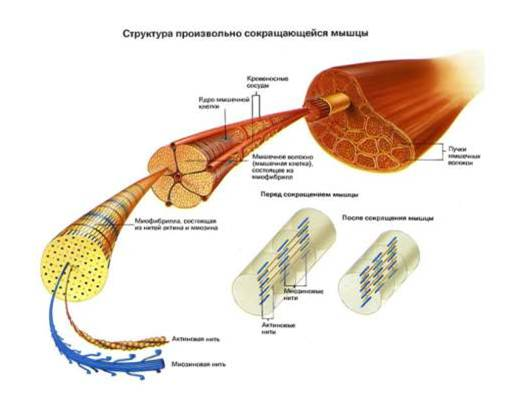 Структура произвольно сокращающейся мышцы
Кровеносные
сосуды
Ядро мышечной
клетки
Мышечное волокно
(мышечная клетка),
состоящее из
миофибрилл
Пучки
мышечных
волокон
Миофибрилла, состоящая
из нитей актина и миозина
Перед сокращением мышцы
После сокращения мышцы
Миозиновые
нити
Актиновые
нити
Актиновая нить
Миозиновая нить